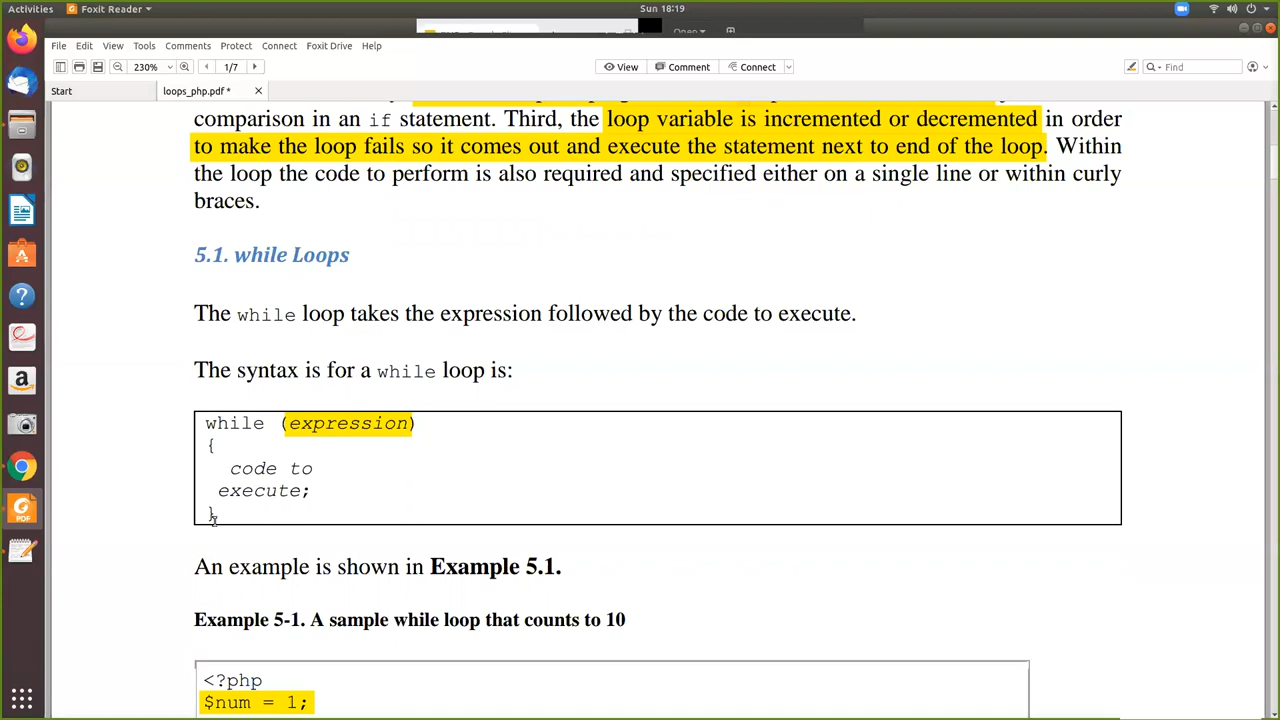 Activities
Foxit Reader
Sun 18:19
Open
File Edit View Tools Comments Protect Connect Foxit Drive Help
230% 1/7 View Comment Connect Find
Start loops_php.pdf *
comparison in an if statement. Third, the loop variable is incremented or decremented in order
to make the loop fails so it comes out and execute the statement next to end of the loop. Within
the loop the code to perform is also required and specified either on a single line or within curly
braces.
5.1. while Loops
The while loop takes the expression followed by the code to execute.
The syntax is for a while loop is:
while (expression)
{
code to
execute;
}
An example is shown in Example 5.1.
Example 5-1. A sample while loop that counts to 10
<?php
$num = 1;